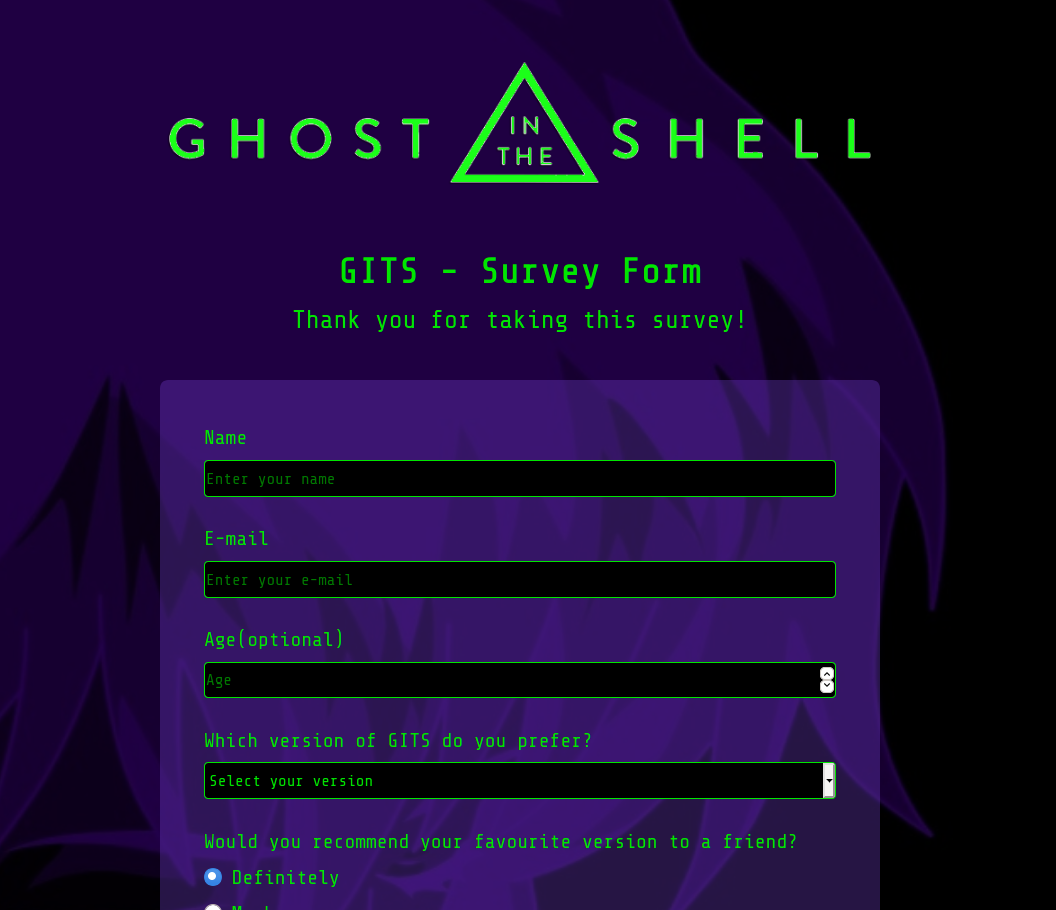 GHOST IN THE SHELL
GITS - Survey Form
Thank you for taking this survey!
Name
Enter your name
E-mail
Enter your e-mail
Age(optional)
Age
Which version of GITS do you prefer?
Select your version
Would you recommend your favourite version to a friend?
Definitely